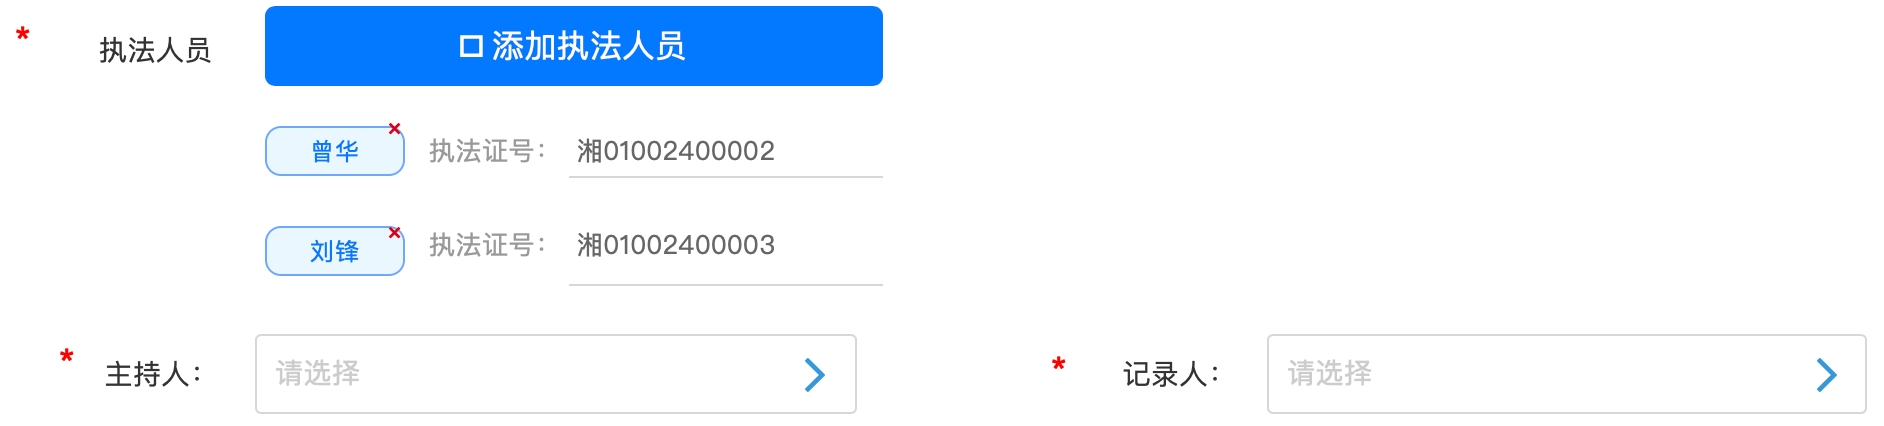 * 执法人员
添加执法人员
曾华 × 执法证号： 湘01002400002
刘锋 × 执法证号： 湘01002400003
* 主持人： 请选择
* 记录人： 请选择